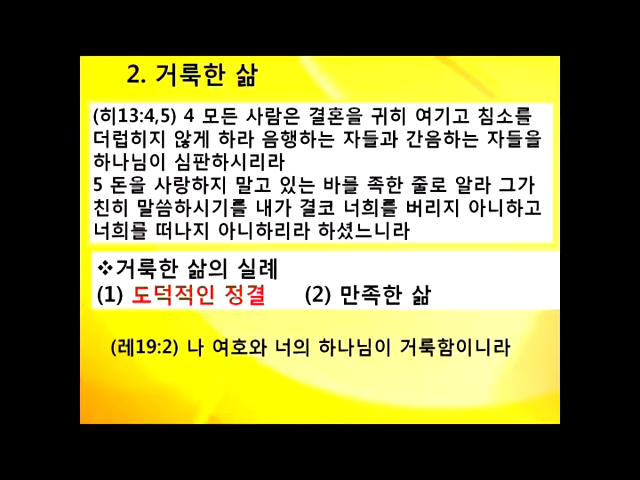 2. 거룩한 삶
(히13:4,5) 4 모든 사람은 결혼을 귀히 여기고 침소를
더럽히지 않게 하라 음행하는 자들과 간음하는 자들을
하나님이 심판하시리라
5 돈을 사랑하지 말고 있는 바를 족한 줄로 알라 그가
친히 말씀하시기를 내가 결코 너희를 버리지 아니하고
너희를 떠나지 아니하리라 하셨느니라
❖거룩한 삶의 실례
(1) 도덕적인 정결 (2) 만족한 삶
(레19:2) 나 여호와 너의 하나님이 거룩함이니라